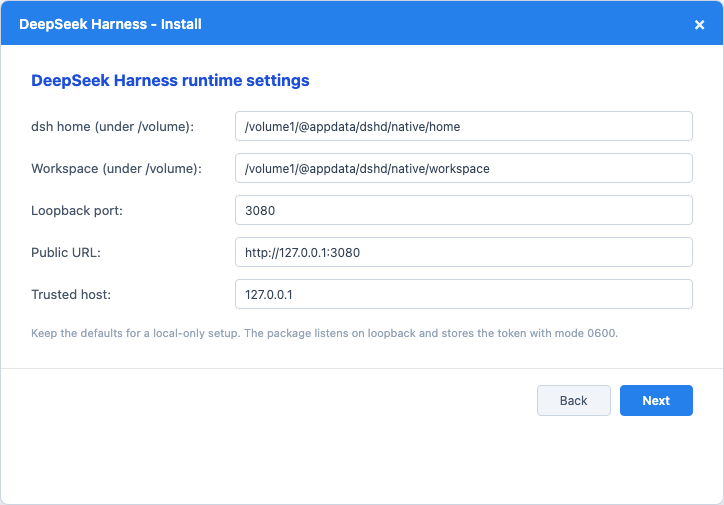 DeepSeek Harness - Install
×
DeepSeek Harness runtime settings
dsh home (under /volume): /volume1/@appdata/dshd/native/home
Workspace (under /volume): /volume1/@appdata/dshd/native/workspace
Loopback port: 3080
Public URL: http://127.0.0.1:3080
Trusted host: 127.0.0.1
Keep the defaults for a local-only setup. The package listens on loopback and stores the token with mode 0600.
Back Next